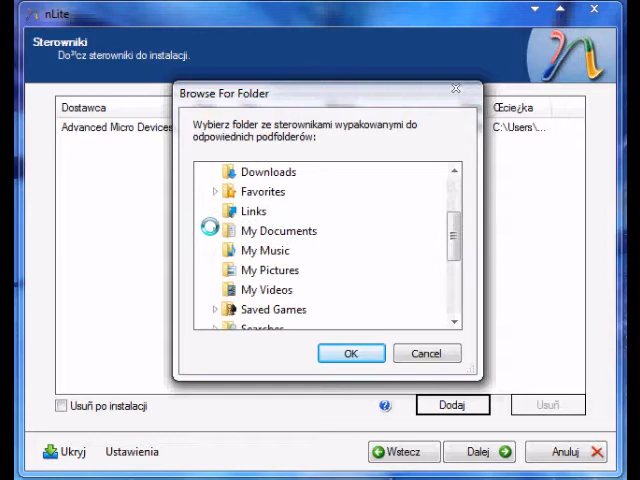 nLite
Sterowniki
Do³¹cz sterowniki do instalacji.
Browse For Folder
Dostawca
Œcie¿ka
Wybierz folder ze sterownikami wypakowanymi do
odpowiednich podfolderów:
Advanced Micro Devices
C:\Users\...
Downloads
Favorites
Links
My Documents
My Music
My Pictures
My Videos
Saved Games
Searches
OK
Cancel
Usuñ po instalacji
Dodaj
Usuñ
Ukryj
Ustawienia
Wstecz
Dalej
Anuluj